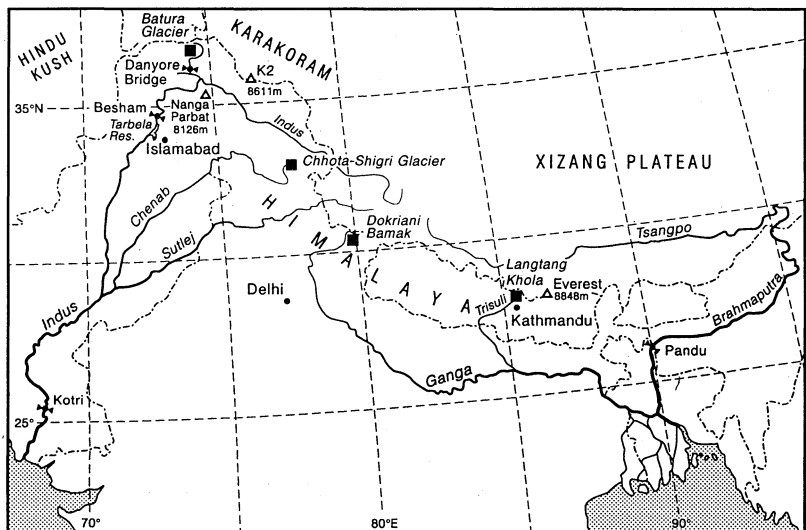 HINDU
KUSH
Batura
Glacier
KARAKORAM
Danyore
Bridge
K2
8611m
35°N
Besham
Nanga
Parbat
8126m
Tarbela
Res.
Islamabad
Indus
Chhota-Shigri Glacier
XIZANG PLATEAU
Chenab
HIMALAYA
Sutlej
Dokriani
Bamak
Tsangpo
Langtang
Khola
Everest
8848m
Delhi
Trisuli
Kathmandu
Brahmaputra
Indus
Pandu
Ganga
Kotri
25°
70°
80°E
90°